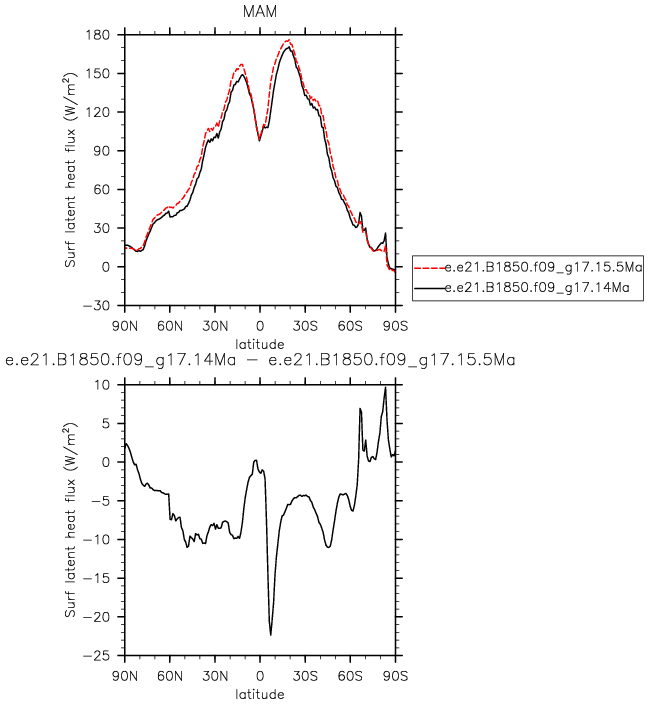 MAM
180
150
120
90
60
30
0
−30
Surf latent heat flux (W/m²)
90N 60N 30N 0 30S 60S 90S
latitude
e.e21.B1850.f09_g17.15.5Ma
e.e21.B1850.f09_g17.14Ma
e.e21.B1850.f09_g17.14Ma − e.e21.B1850.f09_g17.15.5Ma
10
5
0
−5
−10
−15
−20
−25
Surf latent heat flux (W/m²)
90N 60N 30N 0 30S 60S 90S
latitude